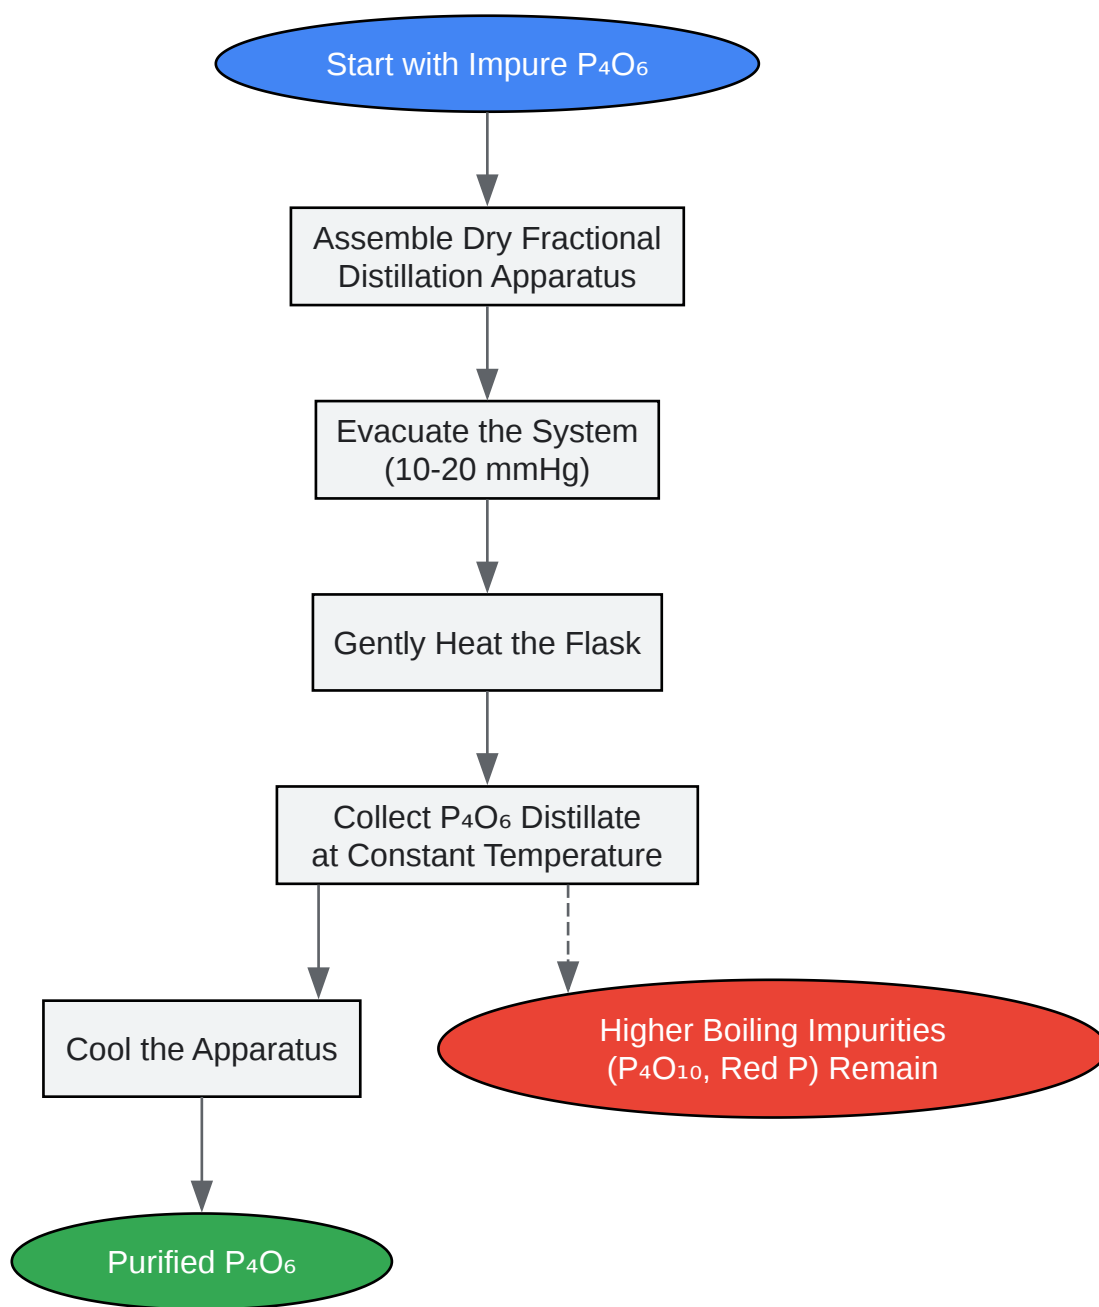 Start with Impure P₄O₆
Assemble Dry Fractional
Distillation Apparatus
Evacuate the System
(10-20 mmHg)
Gently Heat the Flask
Collect P₄O₆ Distillate
at Constant Temperature
Cool the Apparatus
Higher Boiling Impurities
(P₄O₁₀, Red P) Remain
Purified P₄O₆